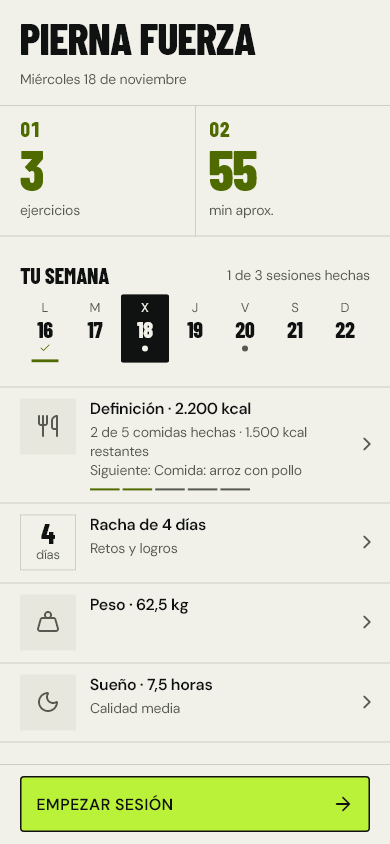 PIERNA FUERZA
Miércoles 18 de noviembre
01
3
ejercicios
02
55
min aprox.
TU SEMANA
1 de 3 sesiones hechas
L M X J V S D
16 17 18 19 20 21 22
Definición · 2.200 kcal
2 de 5 comidas hechas · 1.500 kcal
restantes
Siguiente: Comida: arroz con pollo
4
días
Racha de 4 días
Retos y logros
Peso · 62,5 kg
Sueño · 7,5 horas
Calidad media
EMPEZAR SESIÓN